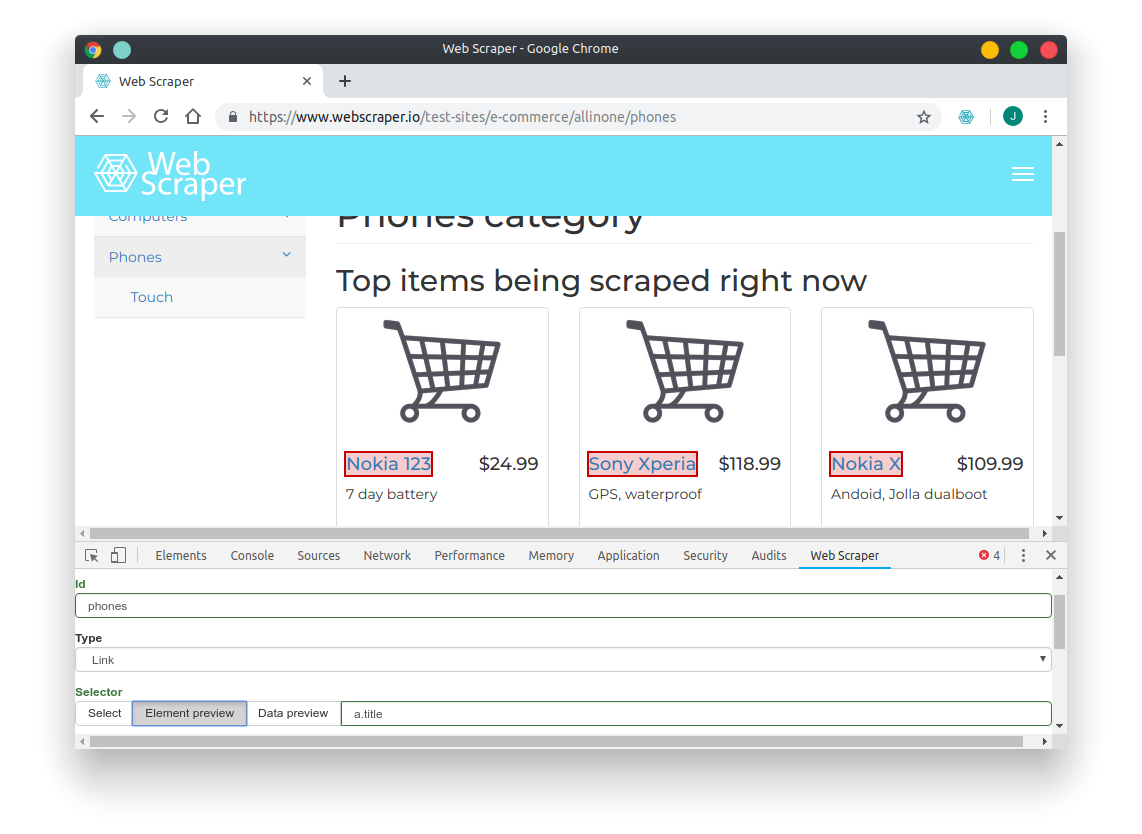 Web Scraper - Google Chrome
Web Scraper
https://www.webscraper.io/test-sites/e-commerce/allinone/phones
J
Web
Scraper
Computers
Phones category
Phones
Touch
Top items being scraped right now
Nokia 123 $24.99
7 day battery
Sony Xperia $118.99
GPS, waterproof
Nokia X $109.99
Andoid, Jolla dualboot
Elements Console Sources Network Performance Memory Application Security Audits Web Scraper 4
Id
phones
Type
Link
Selector
Select Element preview Data preview a.title